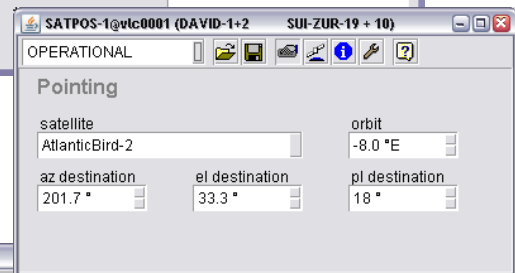 SATPOS-1@vlc0001 (DAVID-1+2 SUI-ZUR-19 + 10)
OPERATIONAL
Pointing
satellite orbit
AtlanticBird-2 -8.0 °E
az destination el destination pl destination
201.7 ° 33.3 ° 18 °